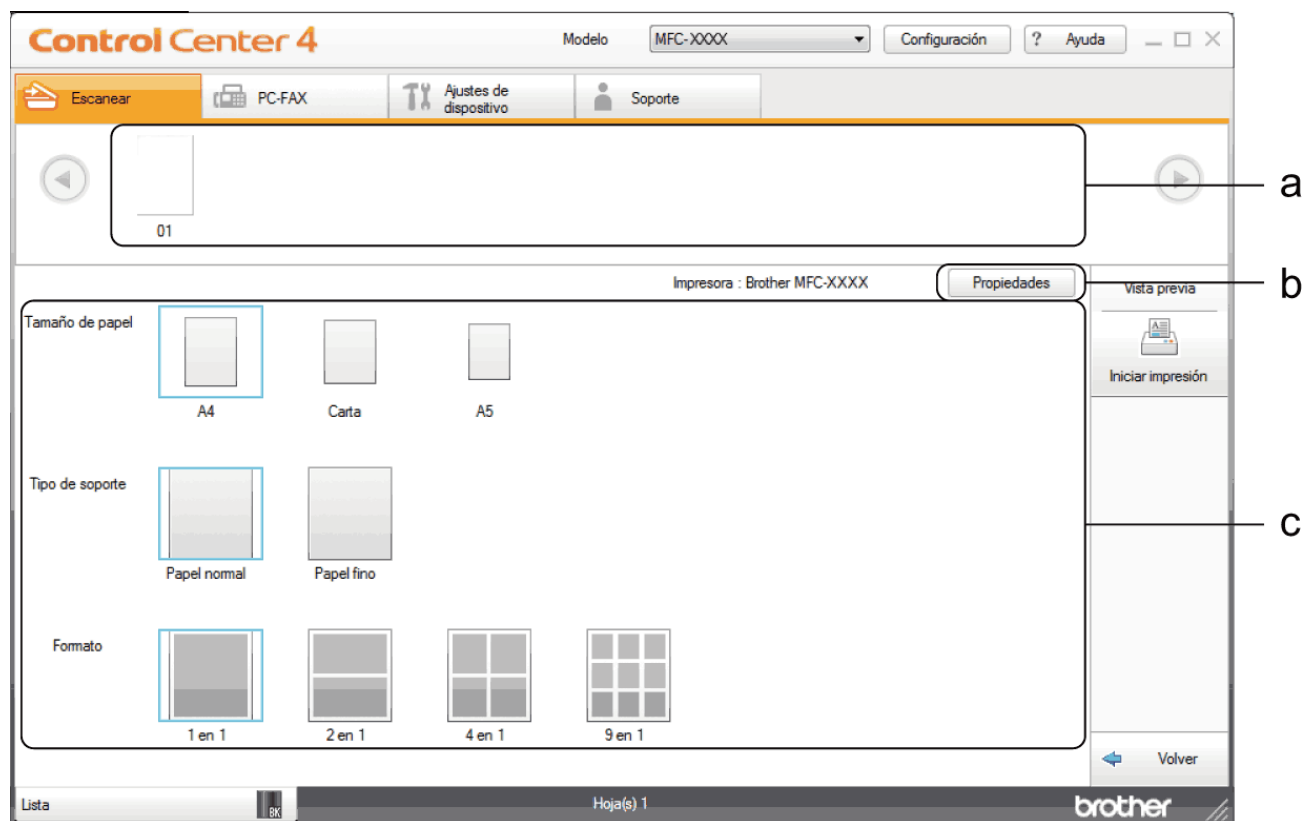 Control Center 4
Modelo MFC-XXXX Configuración ? Ayuda
Escanear PC-FAX Ajustes de dispositivo Soporte
01
a
Impresora : Brother MFC-XXXX Propiedades
b
Vista previa
Iniciar impresión
Tamaño de papel
A4 Carta A5
Tipo de soporte
Papel normal Papel fino
c
Formato
1 en 1 2 en 1 4 en 1 9 en 1
Volver
Lista BK Hoja(s) 1 brother